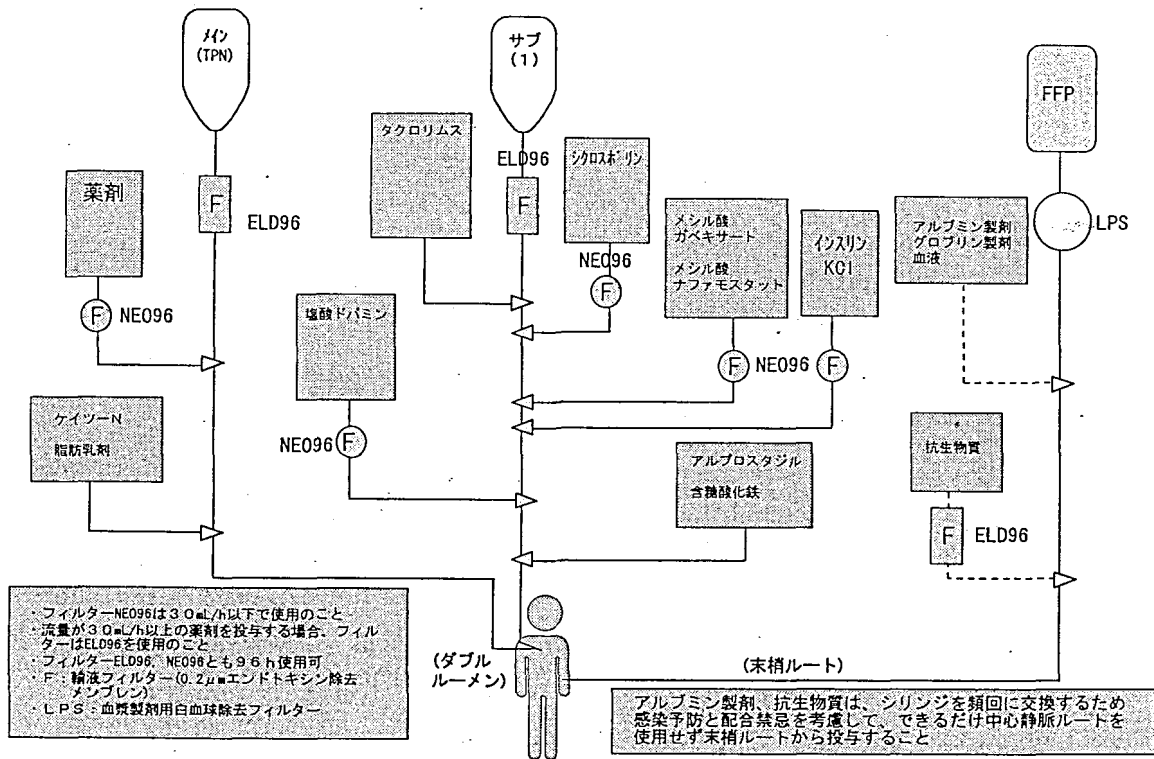 メイン
(TPN)
サブ
(1)
FFP
タクロリムス
ELD96
シクロスポリン
薬剤
F
F
ELD96
メシル酸
ガベキサート
メシル酸
ナファモスタット
インスリン
KCl
アルブミン製剤
グロブリン製剤
血液
LPS
NEO96
F
F
NEO96
塩酸ドパミン
F
NEO96
F
ケイツーN
脂肪乳剤
NEO96
F
アルプロスタジル
含糖酸化鉄
抗生物質
F
ELD96
・フィルターNEO96は30mL/h以下で使用のこと
・流量が30mL/h以上の薬剤を投与する場合、フィル
ターはELD96を使用のこと
・フィルターELD96、NEO96とも96h使用可
・F:輸液フィルター(0.2μmエンドトキシン除去
メンブレン)
・LPS:血漿製剤用白血球除去フィルター
(ダブル
ルーメン)
(末梢ルート)
アルブミン製剤、抗生物質は、シリンジを頻回に交換するため
感染予防と配合禁忌を考慮して、できるだけ中心静脈ルートを
使用せず末梢ルートから投与すること